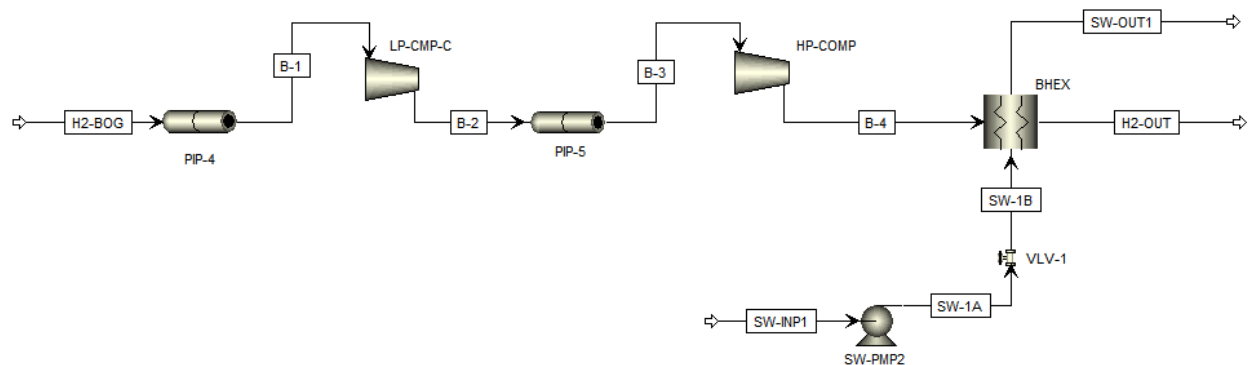 SW-OUT1
LP-CMP-C
HP-COMP
B-1
B-3
BHEX
H2-BOG
B-2
B-4
H2-OUT
PIP-4
PIP-5
SW-1B
VLV-1
SW-1A
SW-INP1
SW-PMP2